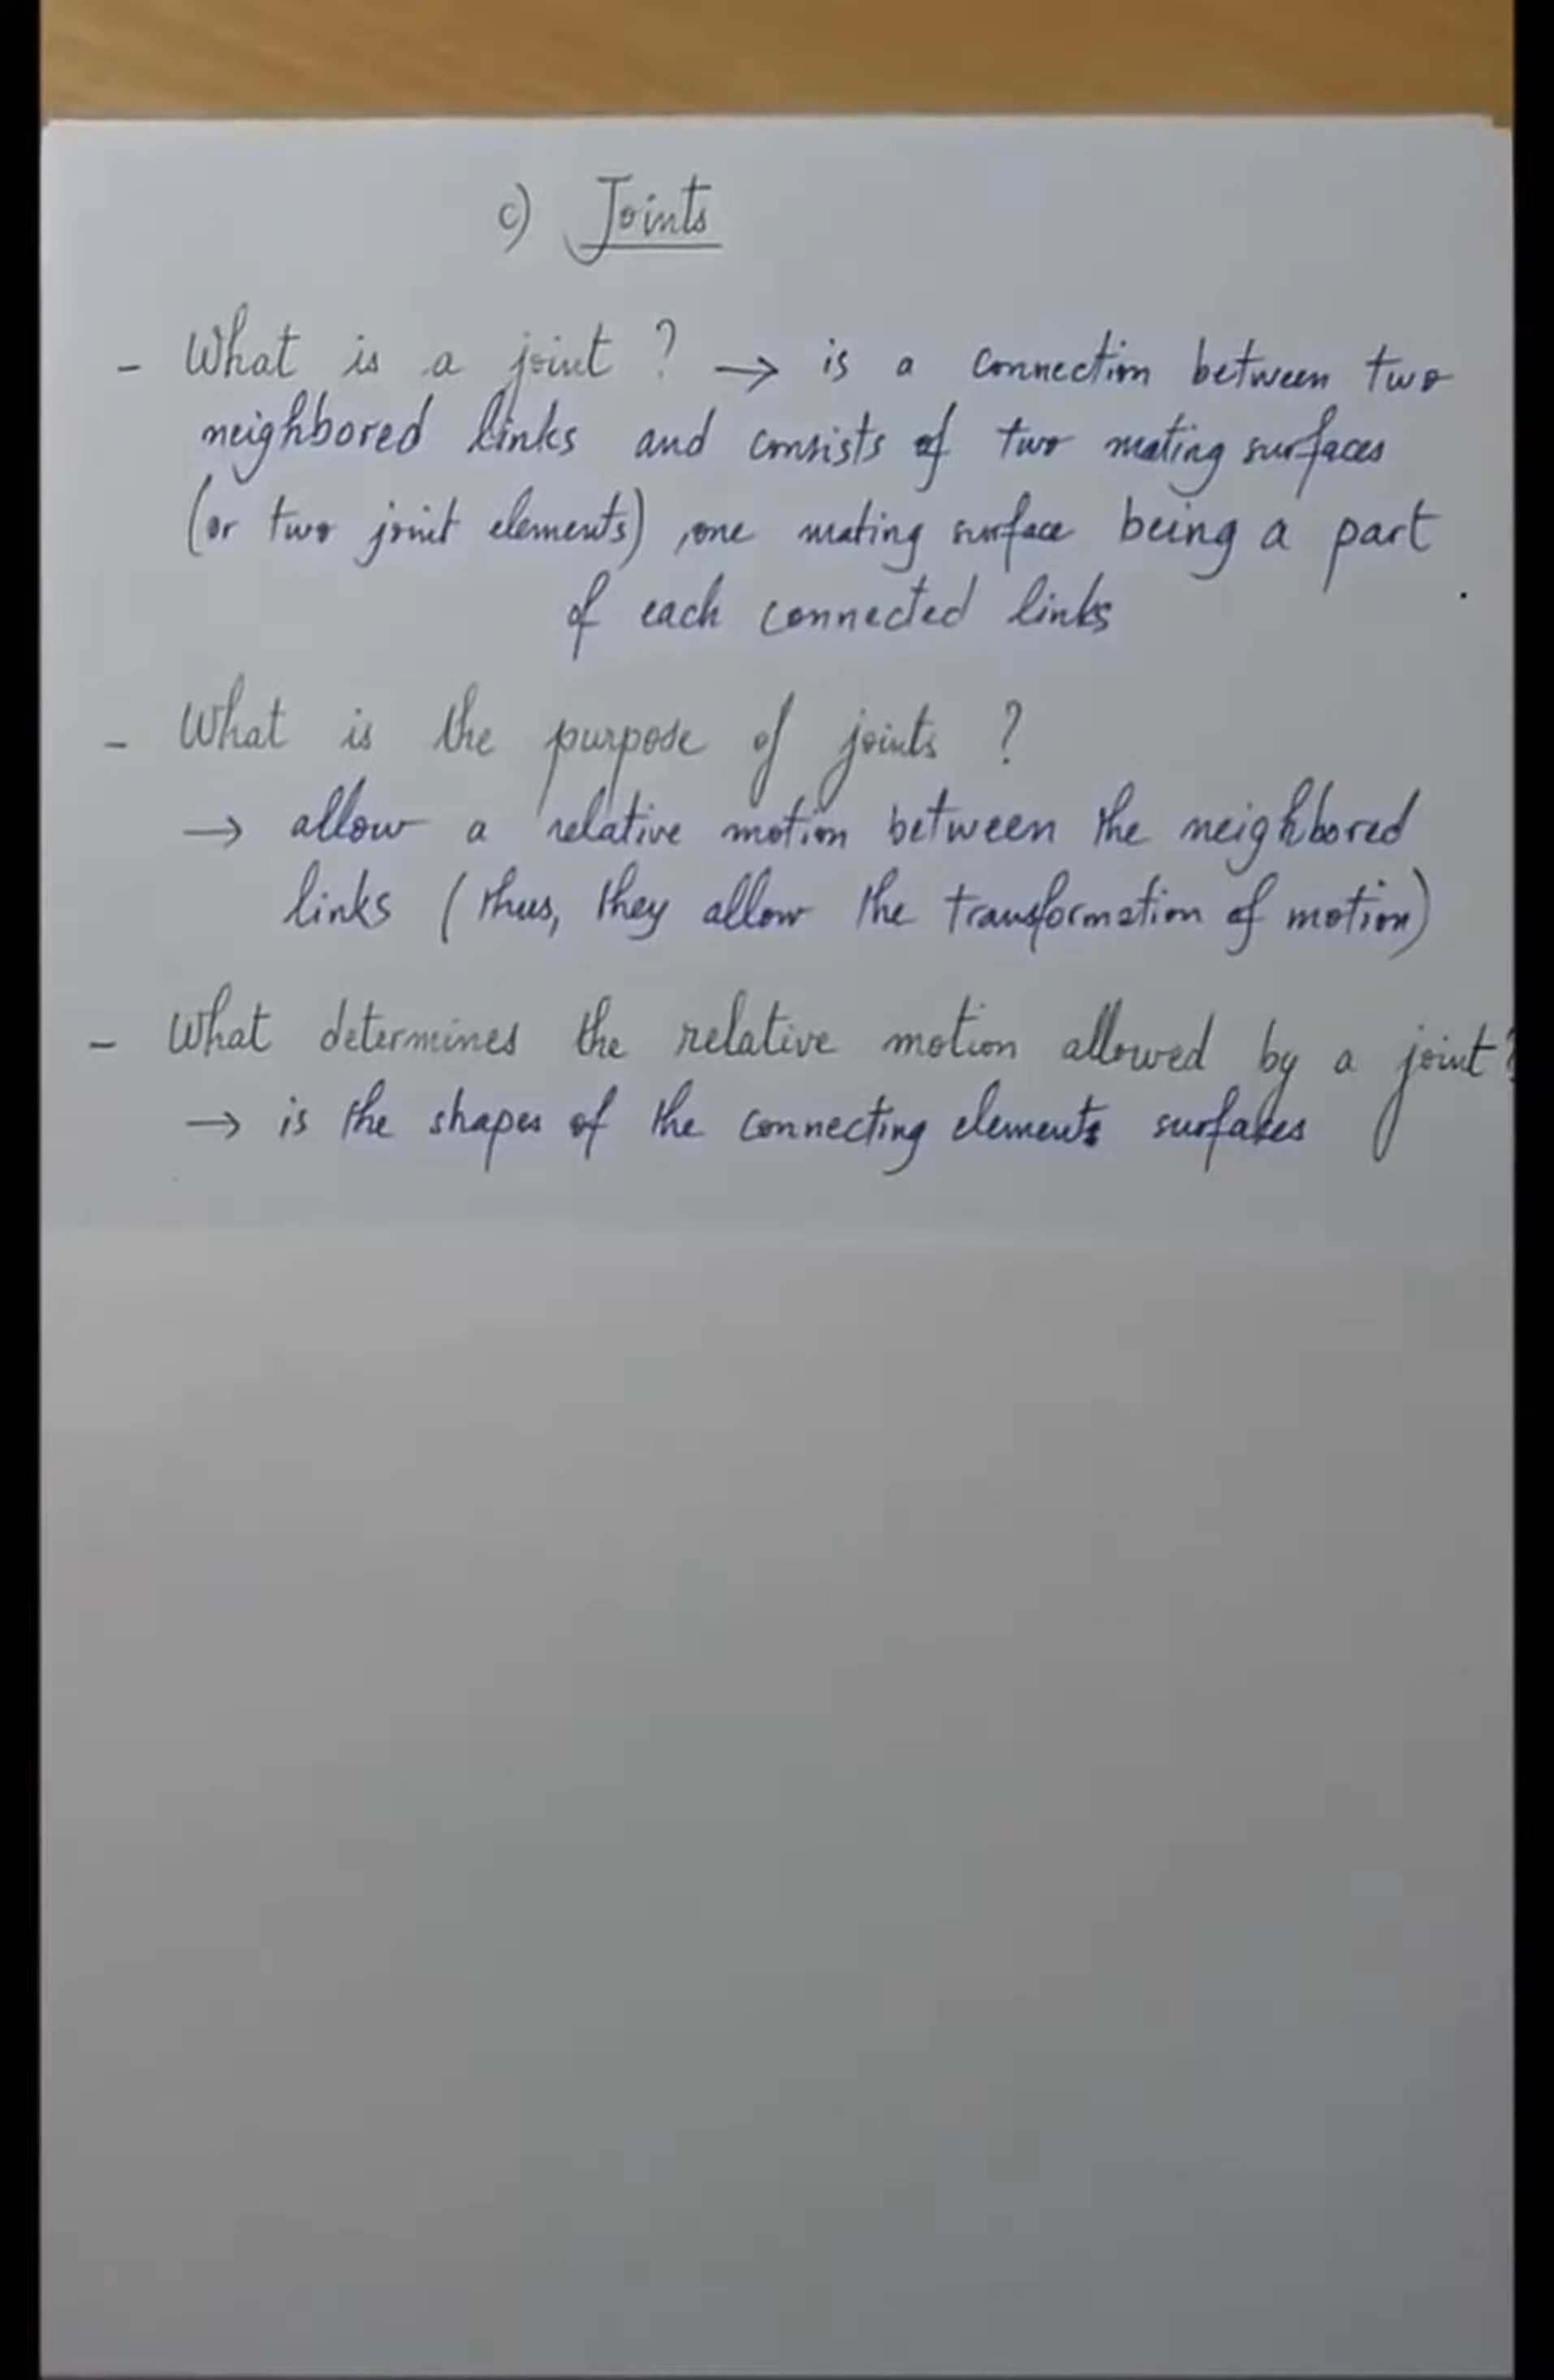 c) Joints
- What is a joint ? → is a connection between two
neighbored links and consists of two mating surfaces
(or two joint elements), one mating surface being a part
of each connected links
- What is the purpose of joints ?
→ allow a relative motion between the neighbored
links (thus, they allow the transformation of motion)
- What determines the relative motion allowed by a joint?
→ is the shapes of the connecting elements surfaces